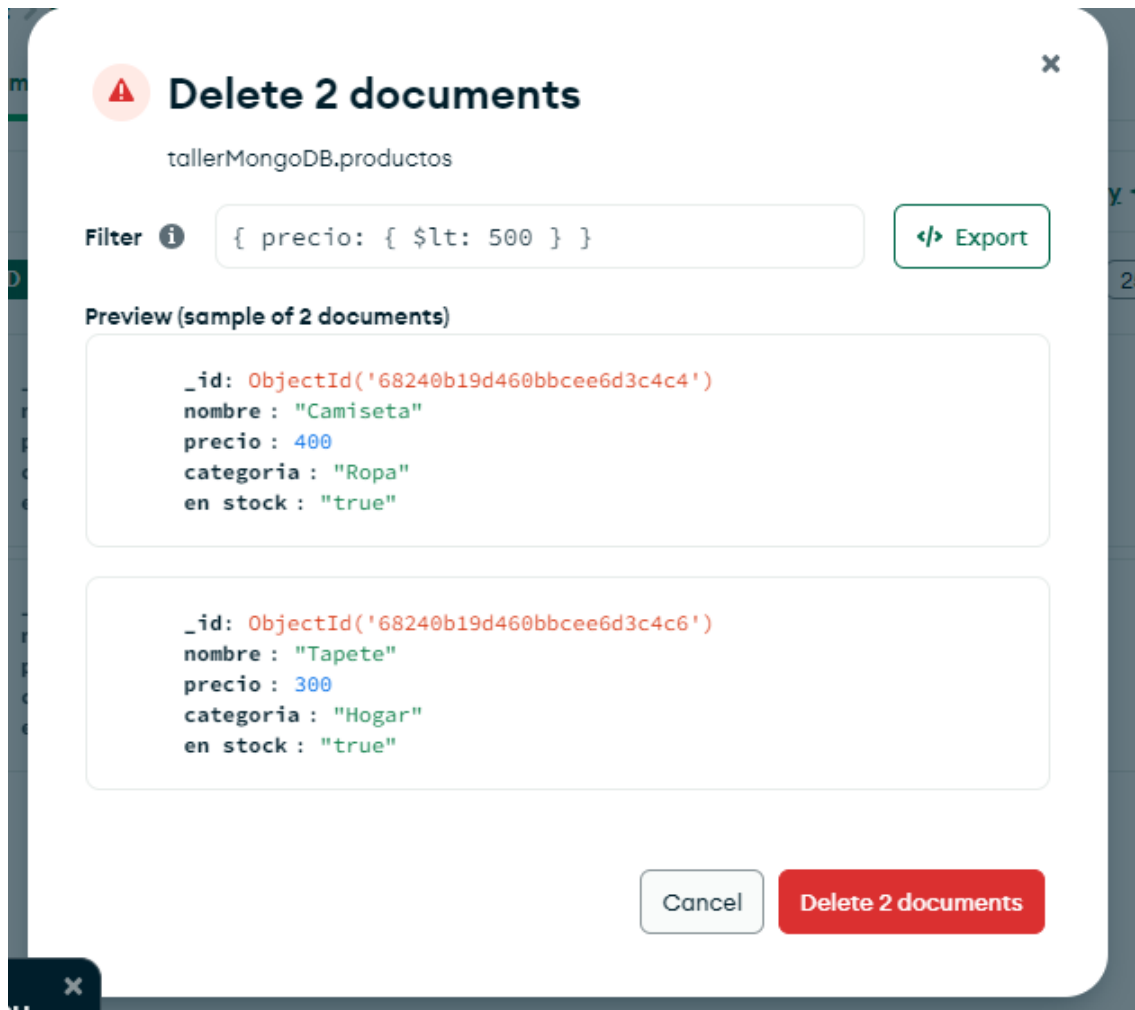 Delete 2 documents
tallerMongoDB.productos
Filter { precio: { $lt: 500 } } </> Export
Preview (sample of 2 documents)
_id: ObjectId('68240b19d460bbcee6d3c4c4')
nombre : "Camiseta"
precio : 400
categoria : "Ropa"
en stock : "true"
_id: ObjectId('68240b19d460bbcee6d3c4c6')
nombre : "Tapete"
precio : 300
categoria : "Hogar"
en stock : "true"
Cancel Delete 2 documents